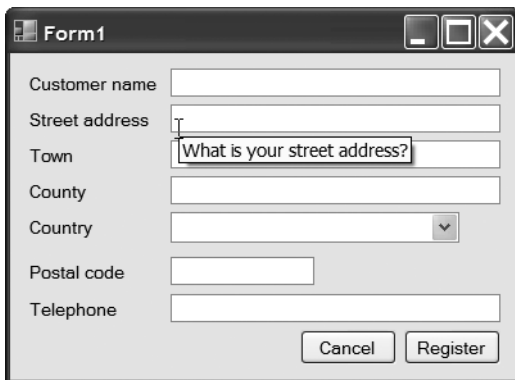 Form1
Customer name
Street address
What is your street address?
Town
County
Country
Postal code
Telephone
Cancel Register